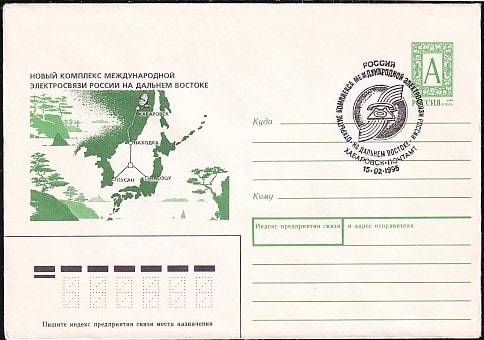 НОВЫЙ КОМПЛЕКС МЕЖДУНАРОДНОЙ
ЭЛЕКТРОСВЯЗИ РОССИИ НА ДАЛЬНЕМ ВОСТОКЕ
ХАБАРОВСК
НАХОДКА
ПУСАН
НАОЭЦУ
РОССИЯ
ОТКРЫТИЕ КОМПЛЕКСА МЕЖДУНАРОДНОЙ ЭЛЕКТРОСВЯЗИ РОССИИ
НА ДАЛЬНЕМ ВОСТОКЕ
ХАБАРОВСК-ПОЧТАМТ
15-02-1995
А
РОССИЯ
Куда
Кому
Индекс предприятия связи и адрес отправителя
Пишите индекс предприятия связи места назначения